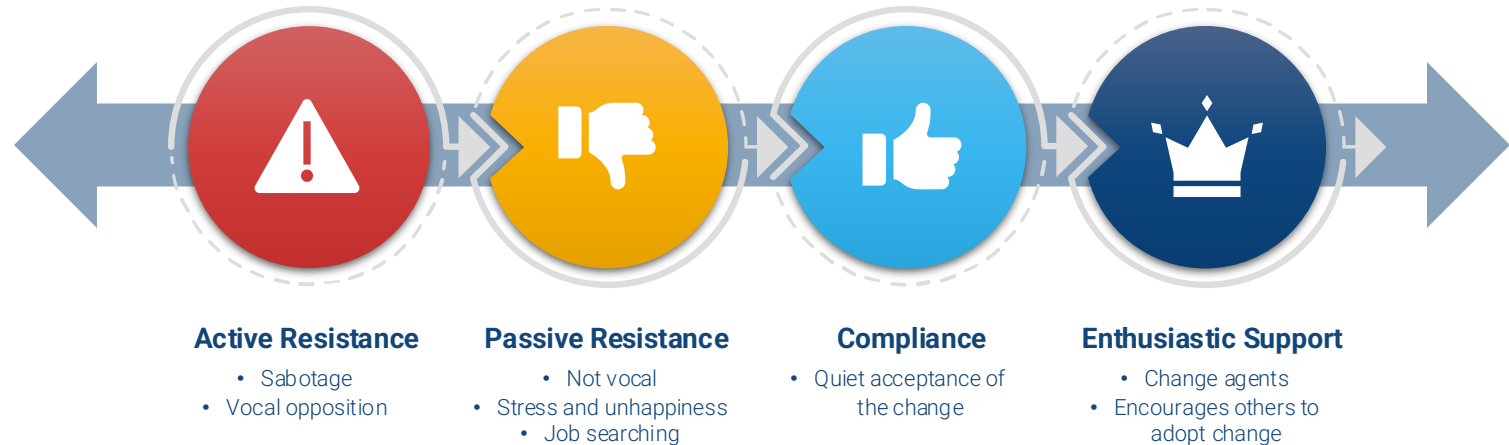 Active Resistance
• Sabotage
• Vocal opposition
Passive Resistance
• Not vocal
• Stress and unhappiness
• Job searching
Compliance
• Quiet acceptance of
the change
Enthusiastic Support
• Change agents
• Encourages others to
adopt change